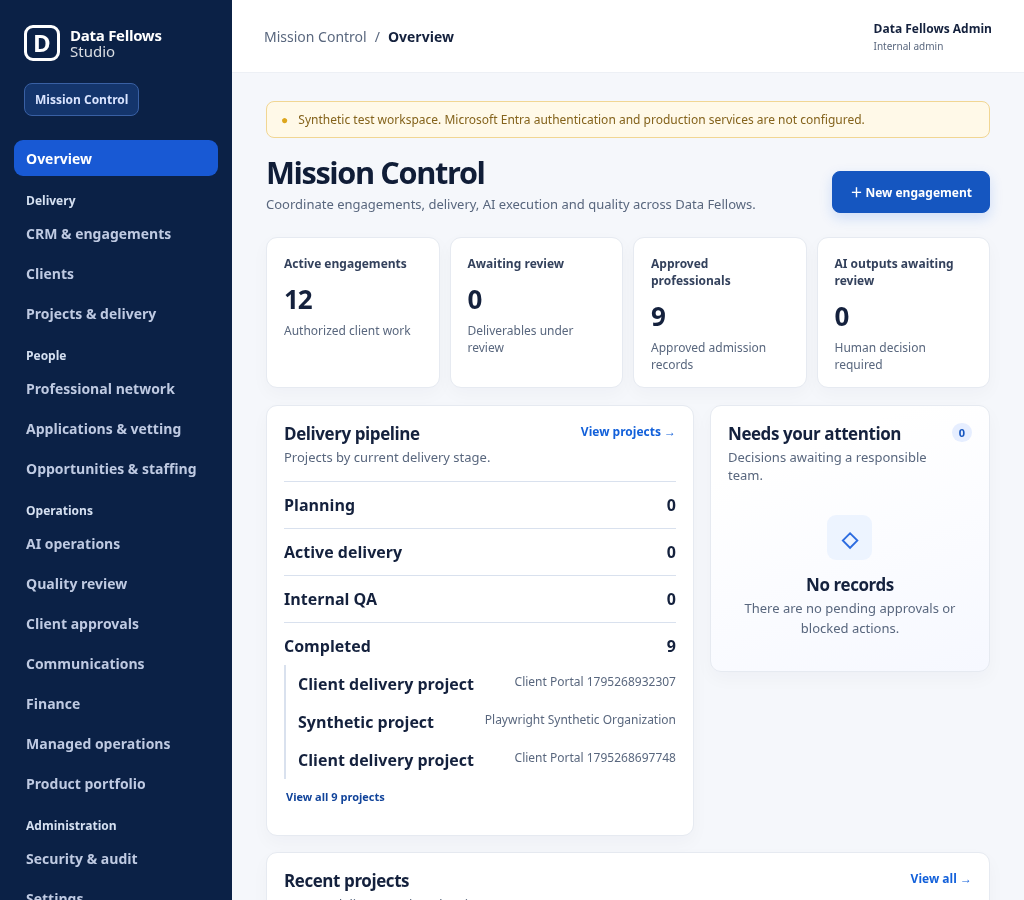 D
Data Fellows
Studio
Mission Control
Overview
Delivery
CRM & engagements
Clients
Projects & delivery
People
Professional network
Applications & vetting
Opportunities & staffing
Operations
AI operations
Quality review
Client approvals
Communications
Finance
Managed operations
Product portfolio
Administration
Security & audit
Settings
Mission Control / Overview
Data Fellows Admin
Internal admin
Synthetic test workspace. Microsoft Entra authentication and production services are not configured.
Mission Control
Coordinate engagements, delivery, AI execution and quality across Data Fellows.
+ New engagement
Active engagements
12
Authorized client work
Awaiting review
0
Deliverables under
review
Approved
professionals
9
Approved admission
records
AI outputs awaiting
review
0
Human decision
required
Delivery pipeline
View projects →
Projects by current delivery stage.
Planning 0
Active delivery 0
Internal QA 0
Completed 9
Client delivery project Client Portal 1795268932307
Synthetic project Playwright Synthetic Organization
Client delivery project Client Portal 1795268697748
View all 9 projects
Needs your attention 0
Decisions awaiting a responsible
team.
No records
There are no pending approvals or
blocked actions.
Recent projects
View all →